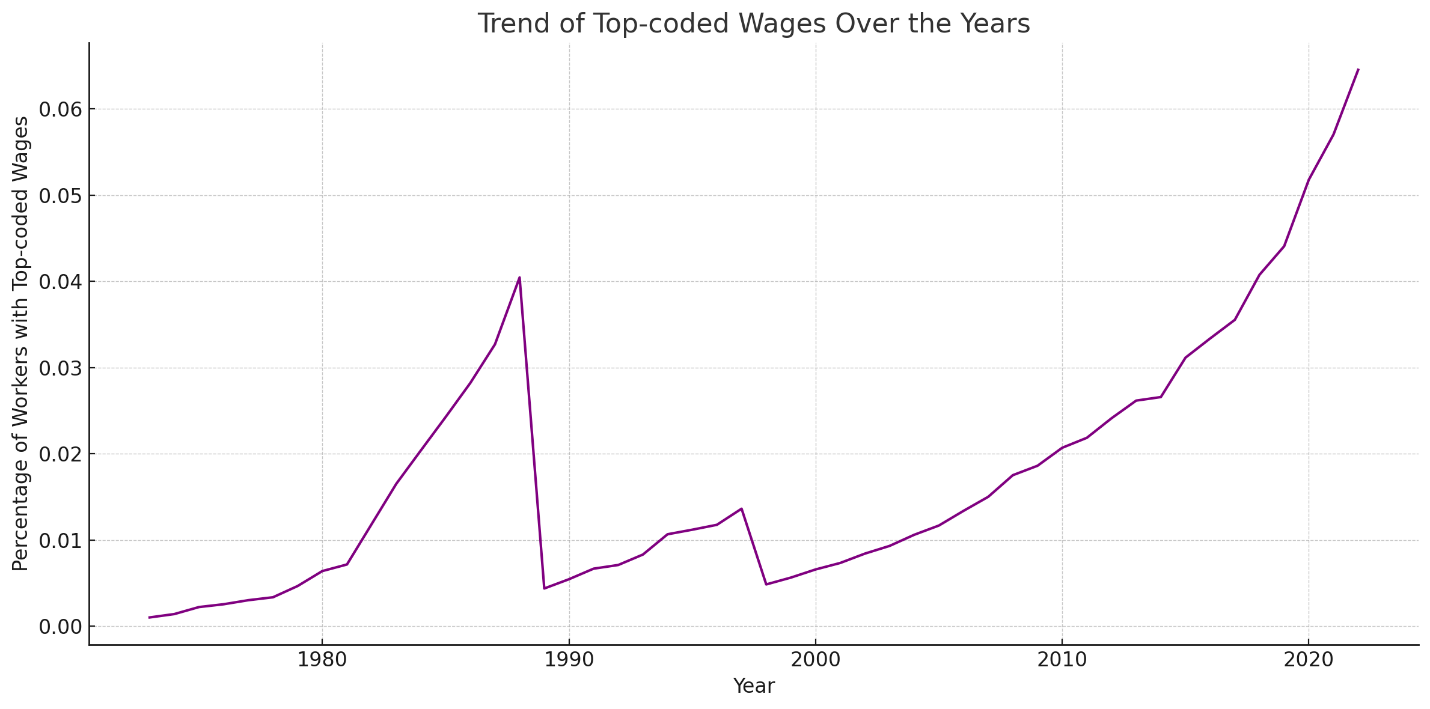 Trend of Top-coded Wages Over the Years
Percentage of Workers with Top-coded Wages
0.06
0.05
0.04
0.03
0.02
0.01
0.00
1980 1990 2000 2010 2020
Year